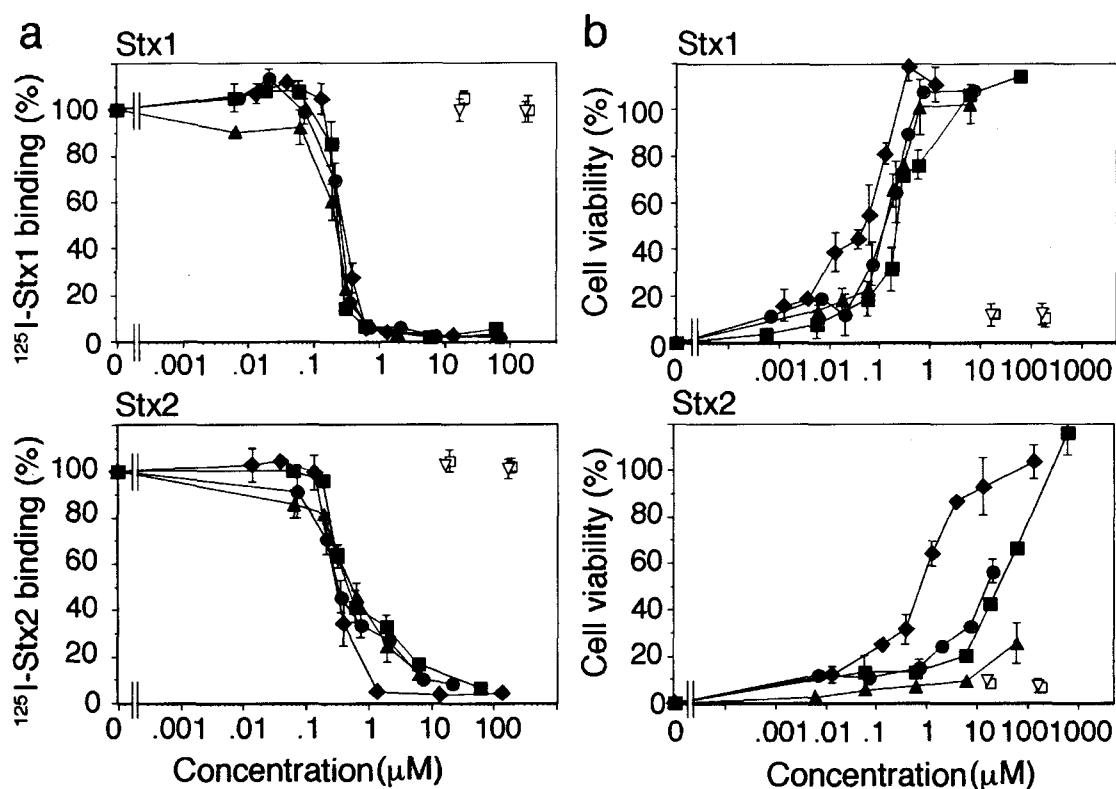 a
Stx1
¹²⁵I-Stx1 binding (%)
100
80
60
40
20
0
0 .001 .01 .1 1 10 100
b
Stx1
Cell viability (%)
100
80
60
40
20
0
0 .001 .01 .1 1 10 100 1000
Stx2
¹²⁵I-Stx2 binding (%)
100
80
60
40
20
0
0 .001 .01 .1 1 10 100
Concentration(μM)
Stx2
Cell viability (%)
100
80
60
40
20
0
0 .001 .01 .1 1 10 100 1000
Concentration(μM)